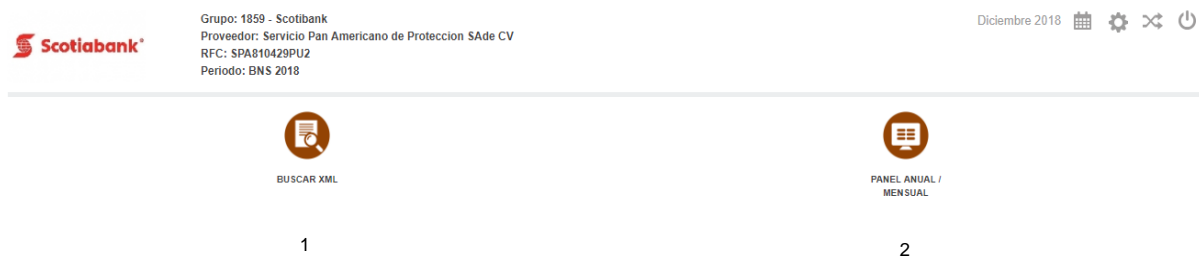 Scotiabank®
Grupo: 1859 - Scotibank
Proveedor: Servicio Pan Americano de Proteccion SAde CV
RFC: SPA810429PU2
Periodo: BNS 2018
Diciembre 2018
BUSCAR XML
PANEL ANUAL /
MENSUAL
1
2